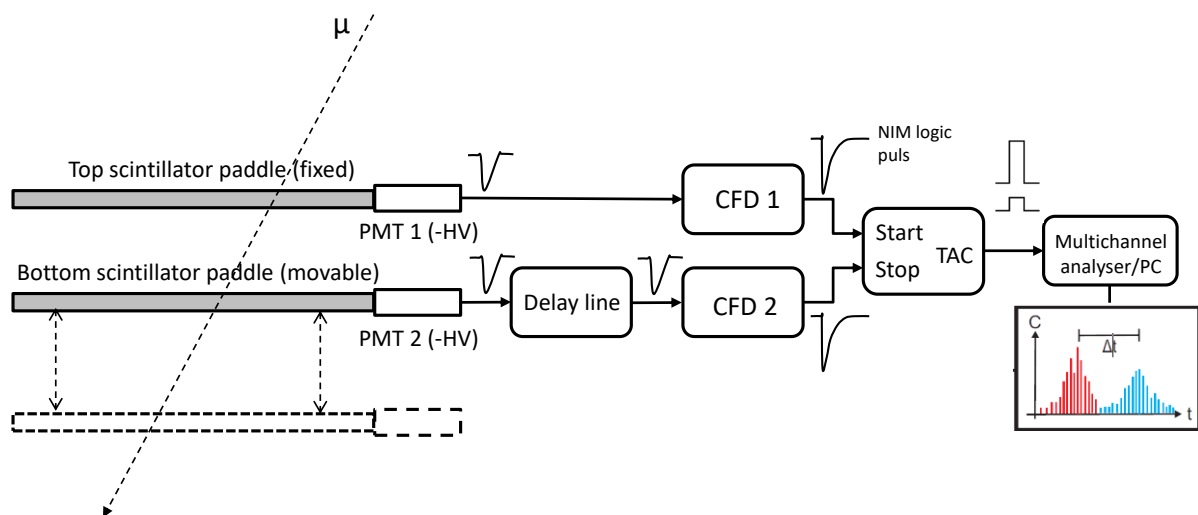 μ
Top scintillator paddle (fixed)
PMT 1 (-HV)
CFD 1
NIM logic
puls
Bottom scintillator paddle (movable)
PMT 2 (-HV)
Delay line
CFD 2
Start
Stop
TAC
Multichannel
analyser/PC
C
Δt
t